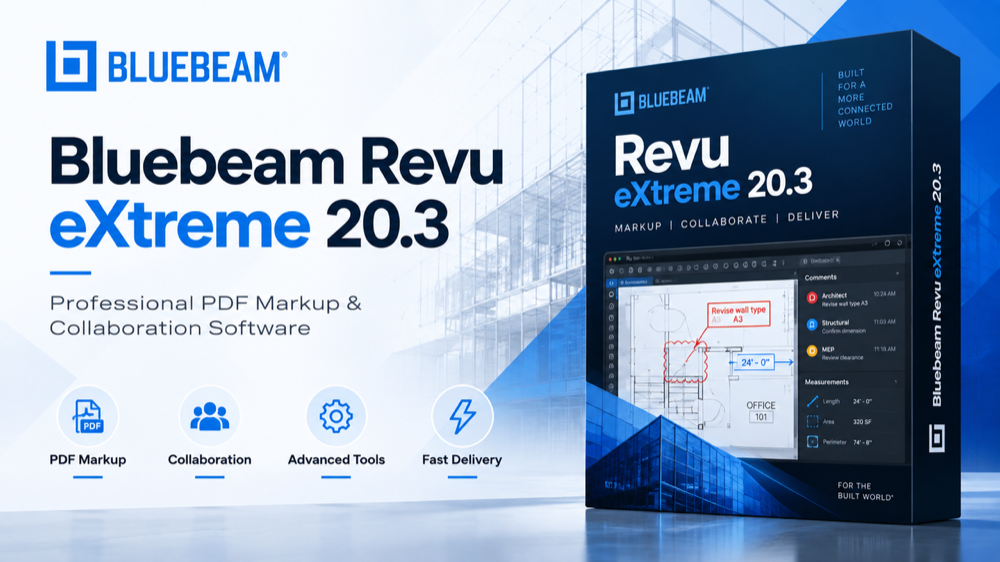 BLUEBEAM®
Bluebeam Revu
eXtreme 20.3
Professional PDF Markup &
Collaboration Software
PDF
PDF Markup
Collaboration
Advanced Tools
Fast Delivery
BLUEBEAM®
BUILT
FOR A
MORE
CONNECTED
WORLD
Revu
eXtreme 20.3
MARKUP | COLLABORATE | DELIVER
Comments
Architect 10:24 AM
Revise wall type A3
Structural 11:03 AM
Confirm dimension
MEP 11:18 AM
Review clearance
Revise wall type
A3 A3
24' - 0"
OFFICE
101
Measurements
Length 24' - 0"
Area 320 SF
Perimeter 74' - 8"
FOR THE
BUILT WORLD®
Bluebeam Revu eXtreme 20.3